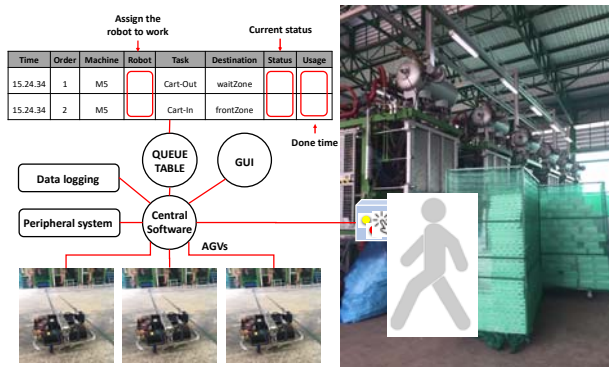 Assign the
robot to work
Current status
Time Order Machine Robot Task Destination Status Usage
15.24.34 1 M5 Cart-Out waitZone
15.24.34 2 M5 Cart-In frontZone
Done time
QUEUE
TABLE
GUI
Data logging
Peripheral system
Central
Software
AGVs